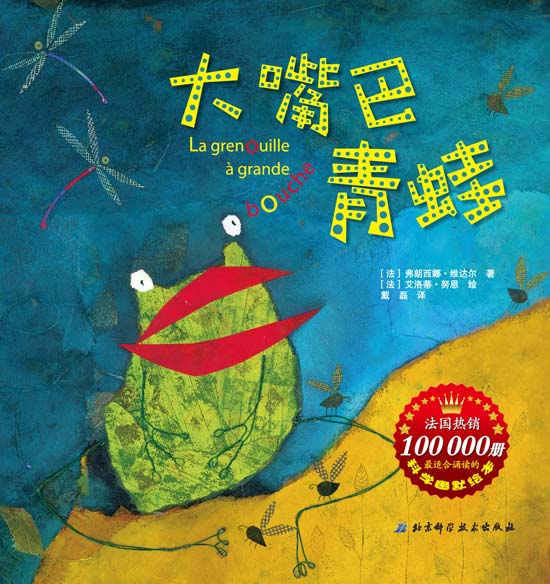 大嘴巴
青蛙
La grenOuille
à grande
bOuche
[法] 弗朗西娜·维达尔 著
[法] 艾洛蒂·努恩 绘
戴 磊 译
法国热销
100 000册
最适合诵读的
科学幽默绘本
北京科学技术出版社